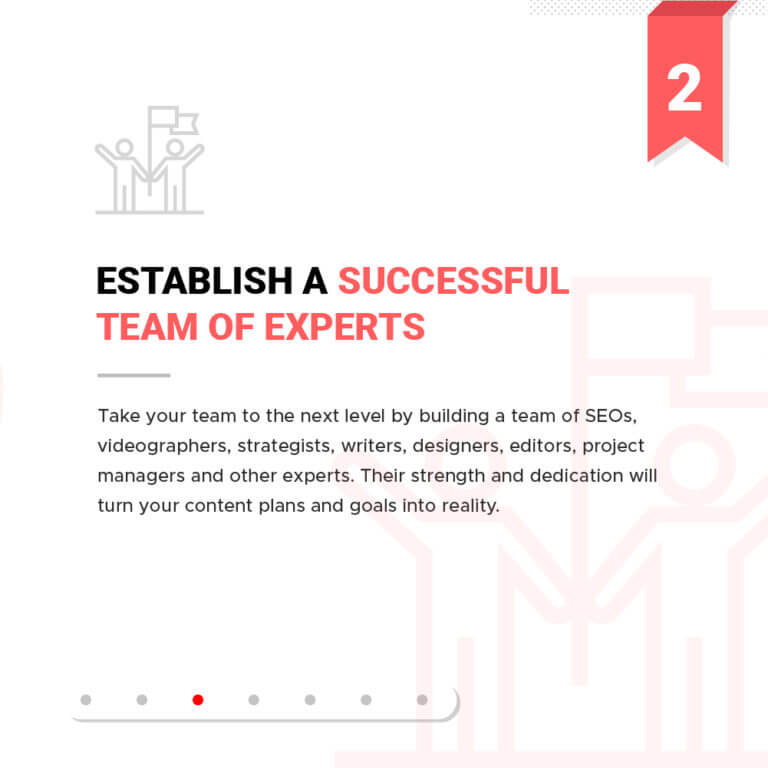 2
ESTABLISH A SUCCESSFUL
TEAM OF EXPERTS
Take your team to the next level by building a team of SEOs,
videographers, strategists, writers, designers, editors, project
managers and other experts. Their strength and dedication will
turn your content plans and goals into reality.